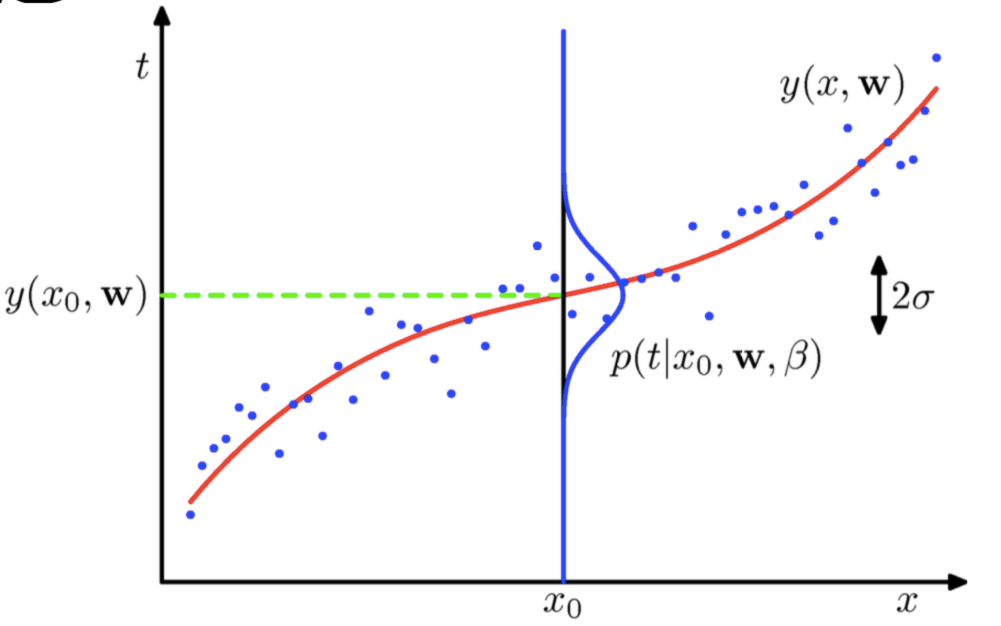 t
y(x, w)
y(x₀, w)
2σ
p(t|x₀, w, β)
x₀
x